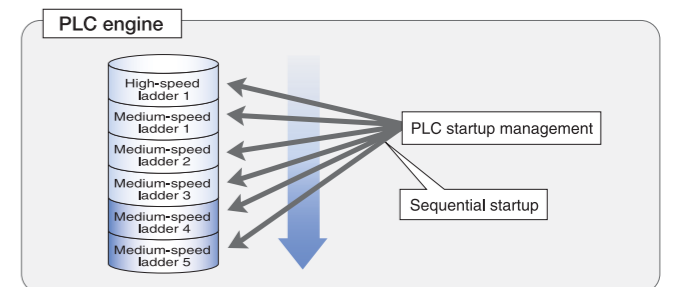 PLC engine
High-speed
ladder 1
Medium-speed
ladder 1
Medium-speed
ladder 2
Medium-speed
ladder 3
Medium-speed
ladder 4
Medium-speed
ladder 5
PLC startup management
Sequential startup